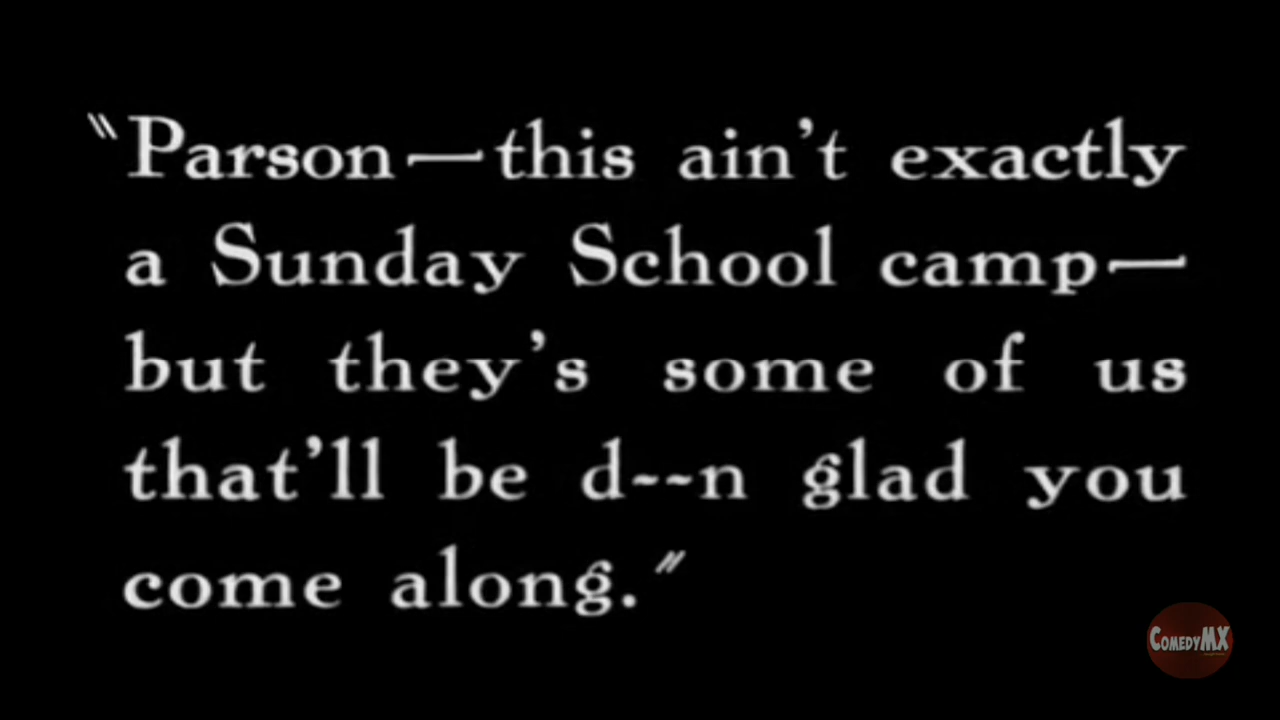 "Parson—this ain't exactly
a Sunday School camp—
but they's some of us
that'll be d--n glad you
come along."
COMEDYMX